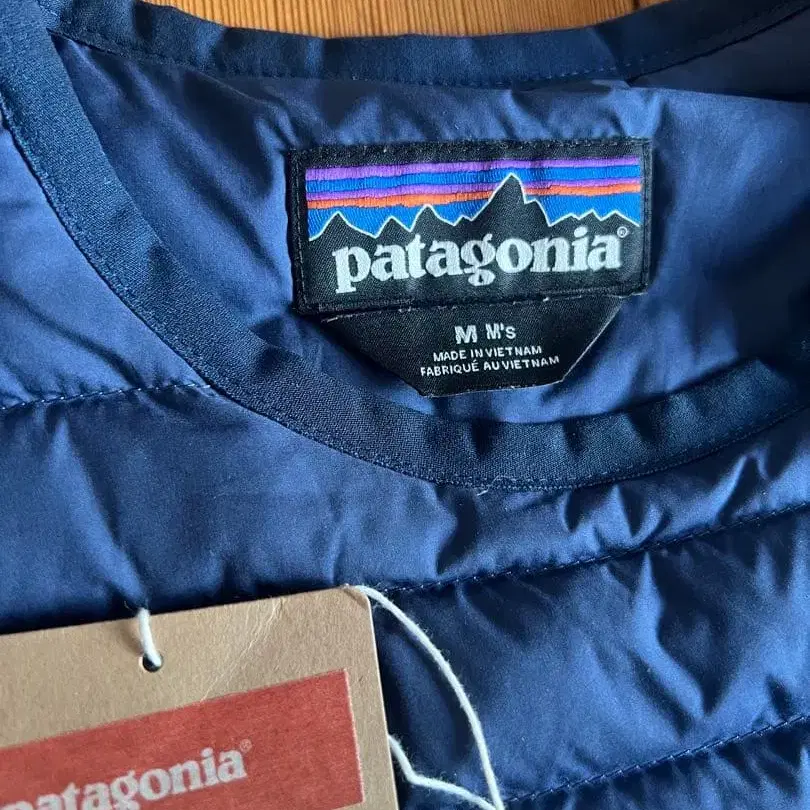 patagonia®
M M's
MADE IN VIETNAM
FABRIQUÉ AU VIETNAM
patagonia®